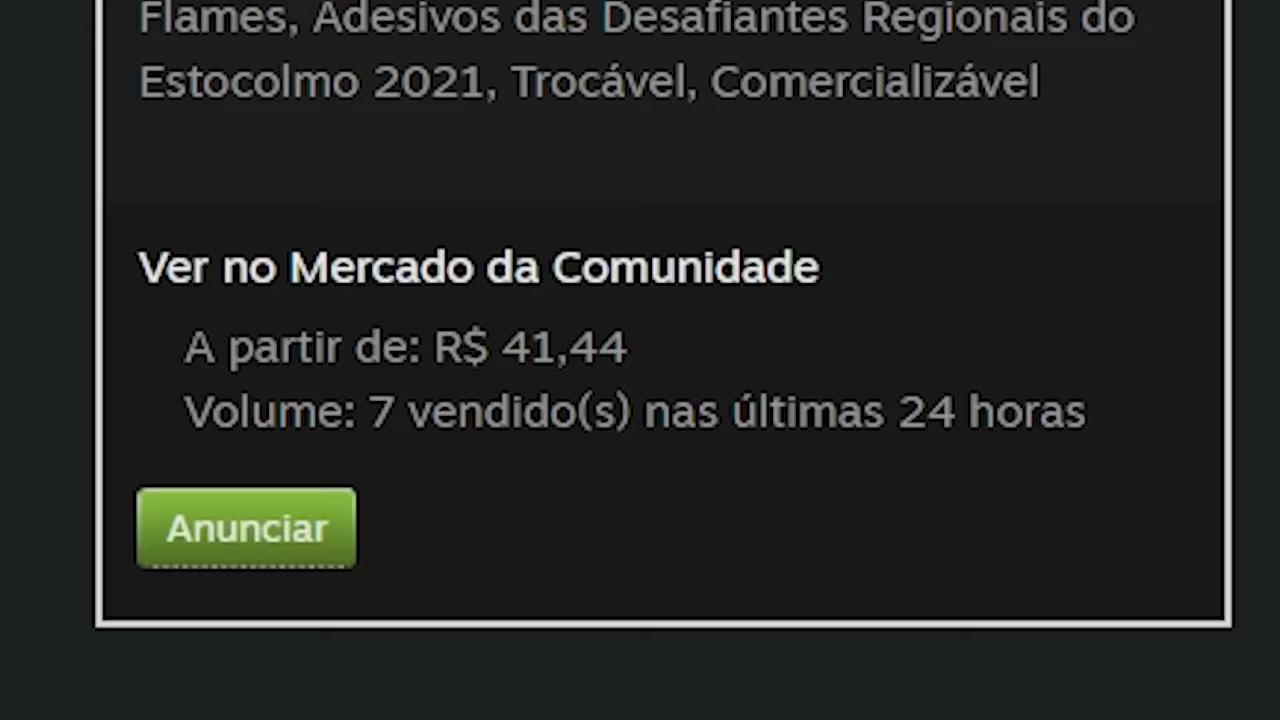 Flames, Adesivos das Desafiantes Regionais do
Estocolmo 2021, Trocável, Comercializável
Ver no Mercado da Comunidade
A partir de: R$ 41,44
Volume: 7 vendido(s) nas últimas 24 horas
Anunciar